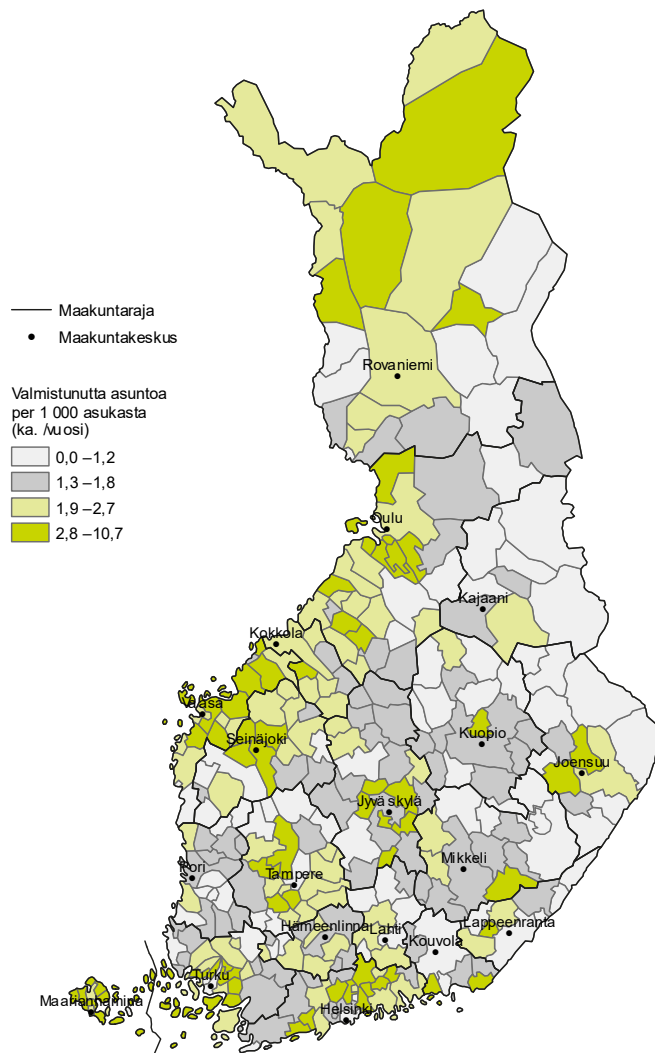 Maakuntaraja
Maakuntakeskus
Rovaniemi
Valmistunutta asuntoa
per 1 000 asukasta
(ka. /vuosi)
0,0 –1,2
1,3 –1,8
1,9 –2,7
2,8 –10,7
Oulu
Kajaani
Kokkola
Vaasa
Seinäjoki
Kuopio
Joensuu
Jyväskylä
Mikkeli
Pori
Tampere
Hämeenlinna
Lahti
Lappeenranta
Kouvola
Turku
Maarianhamina
Helsinki